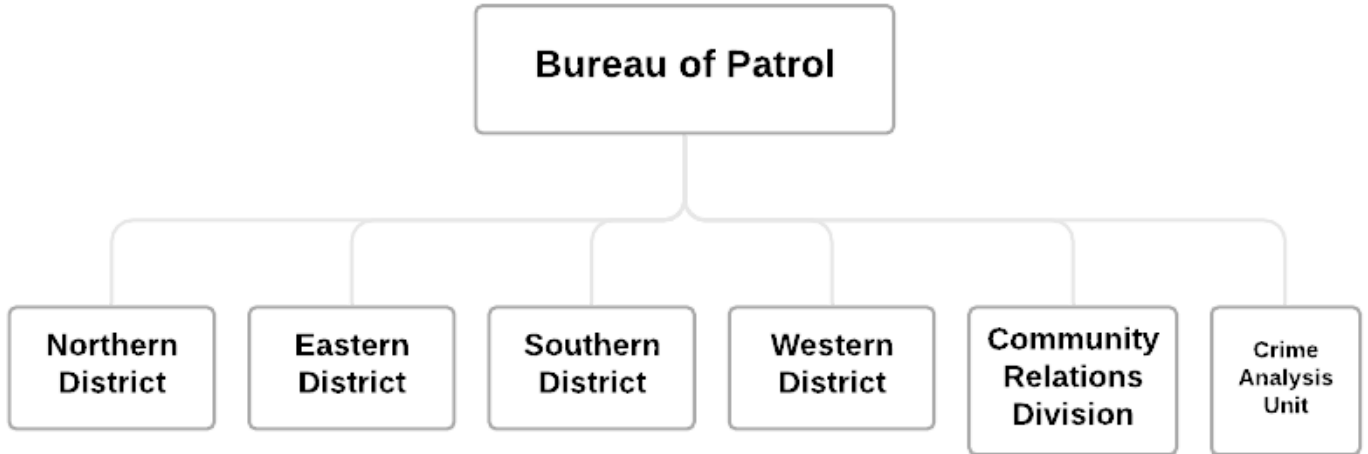 Bureau of Patrol
Northern
District
Eastern
District
Southern
District
Western
District
Community
Relations
Division
Crime
Analysis
Unit